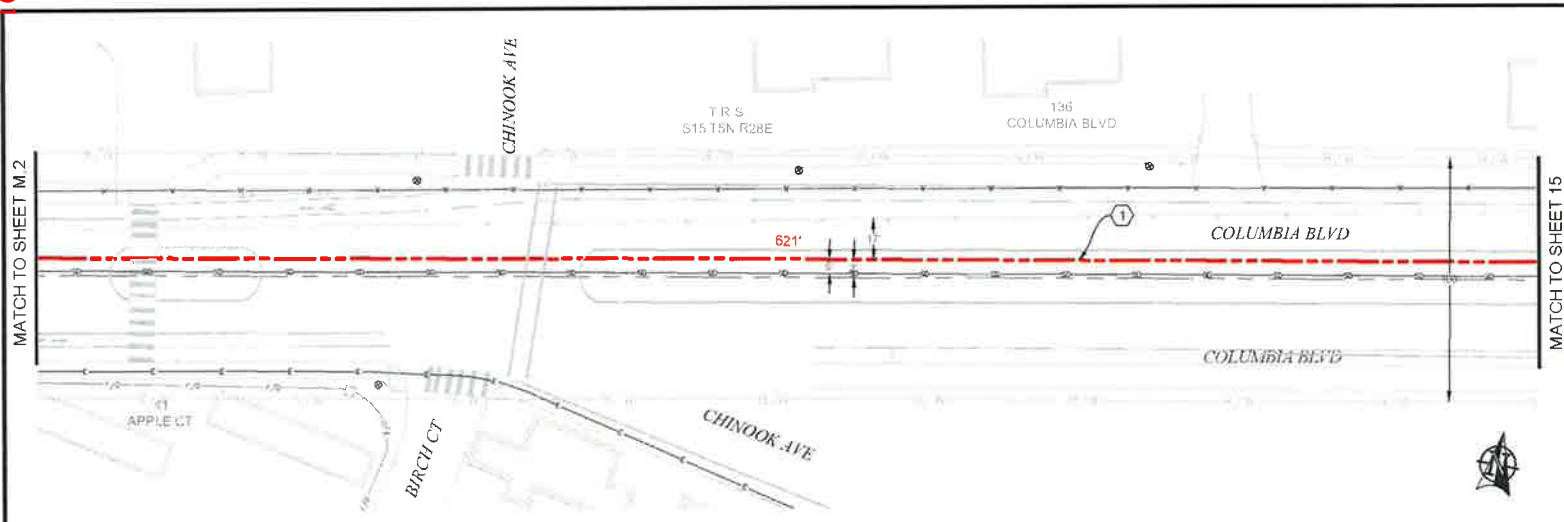 MATCH TO SHEET M.2
CHINOOK AVE
T R S
S15 T5N R28E
136
COLUMBIA BLVD
MATCH TO SHEET 15
621'
1
COLUMBIA BLVD
COLUMBIA BLVD
APPLE CT
BIRCH CT
CHINOOK AVE
N